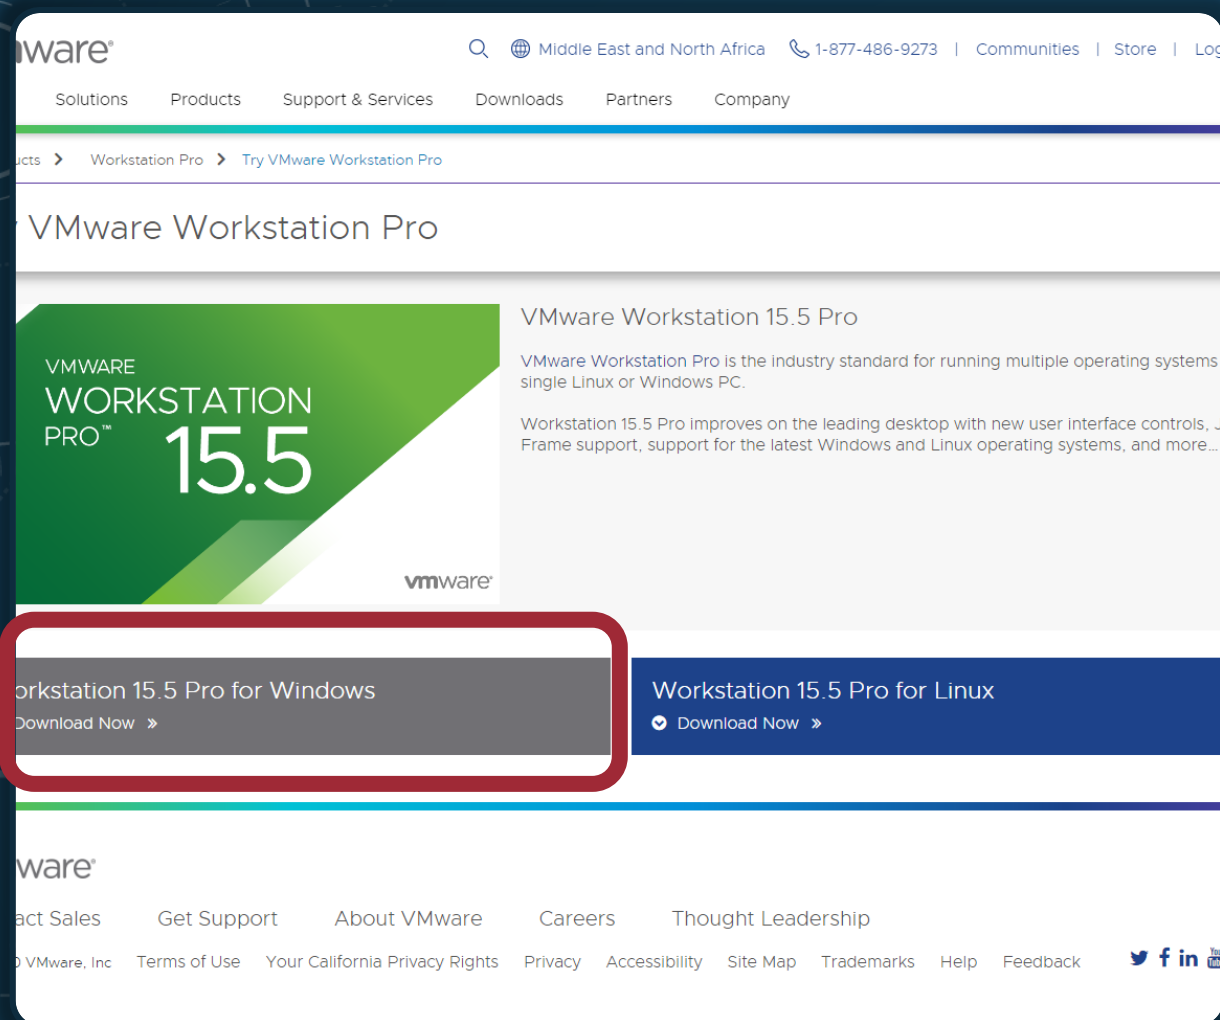 ware
Middle East and North Africa 1-877-486-9273 | Communities | Store |
Solutions Products Support & Services Downloads Partners Company
Workstation Pro Try VMware Workstation Pro
VMware Workstation Pro
VMWARE
WORKSTATION
PRO™
15.5
vmware
VMware Workstation 15.5 Pro
VMware Workstation Pro is the industry standard for running multiple operating systems
single Linux or Windows PC.
Workstation 15.5 Pro improves on the leading desktop with new user interface controls,
Frame support, support for the latest Windows and Linux operating systems, and more...
orkstation 15.5 Pro for Windows
Download Now »
Workstation 15.5 Pro for Linux
Download Now »
ware
act Sales Get Support About VMware Careers Thought Leadership
VMware, Inc Terms of Use Your California Privacy Rights Privacy Accessibility Site Map Trademarks Help Feedback